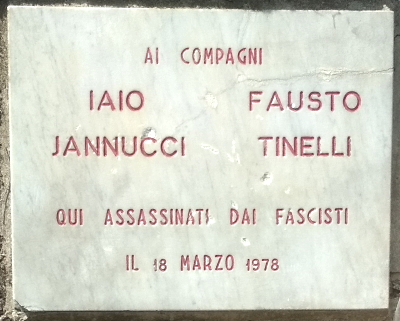 AI COMPAGNI
IAIO FAUSTO
JANNUCCI TINELLI
QUI ASSASSINATI DAI FASCISTI
IL 18 MARZO 1978